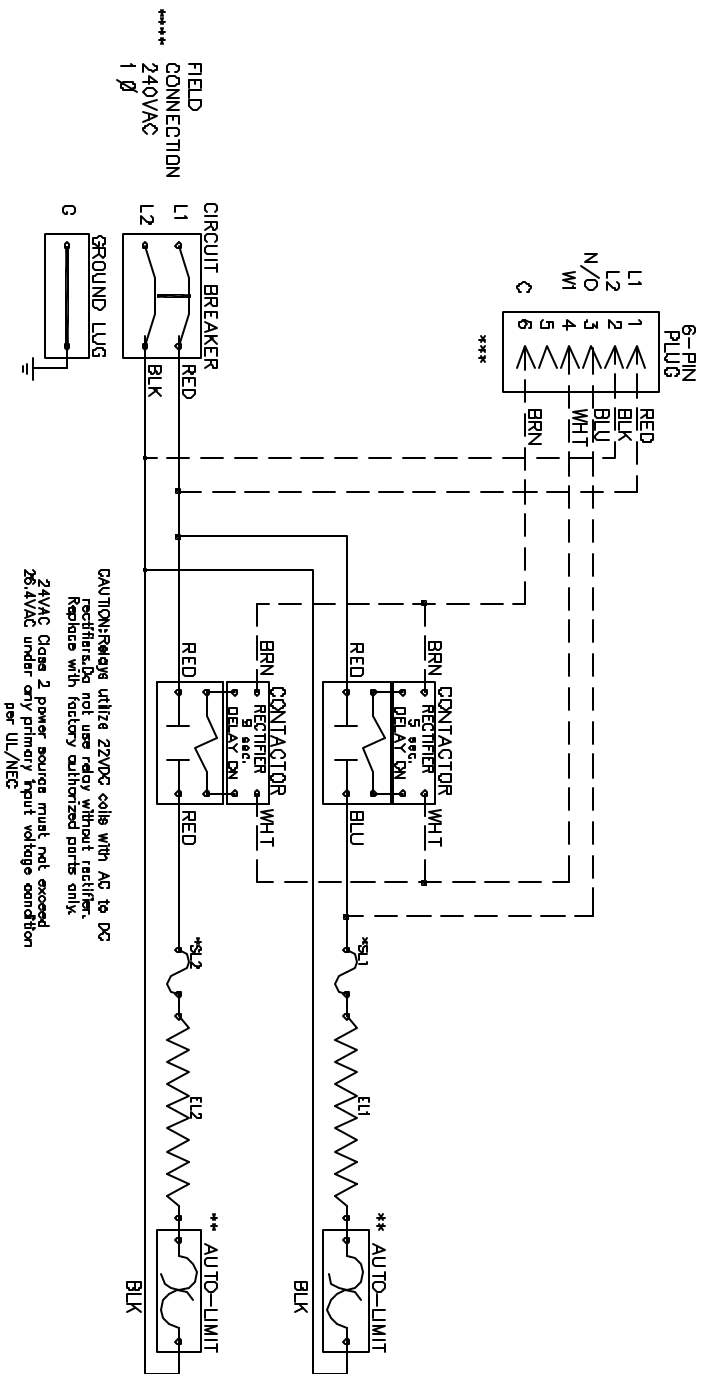 6-PIN
PLUG
L1
L2
N/O
W1
C
1
2
3
4
5
6
***
RED
BLK
BLU
WHT
BRN
FIELD
CONNECTION
240VAC
1 Ø
****
CIRCUIT BREAKER
L1
L2
RED
BLK
GROUND LUG
G
BRN
CONTACTOR
RECTIFIER
5 sec.
DELAY ON
WHT
RED
BLU
BRN
CONTACTOR
RECTIFIER
5 sec.
DELAY ON
WHT
RED
RED
*SL1
EL1
** AUTO-LIMIT
BLK
*SL2
EL2
** AUTO-LIMIT
BLK
CAUTION:Relays utilize 22VDC coils with AC to DC
rectifiers.Do not use relay without rectifier.
Replace with factory authorized parts only.
24VAC Class 2 power source must not exceed
26.4VAC under any primary input voltage condition
per UL/NEC